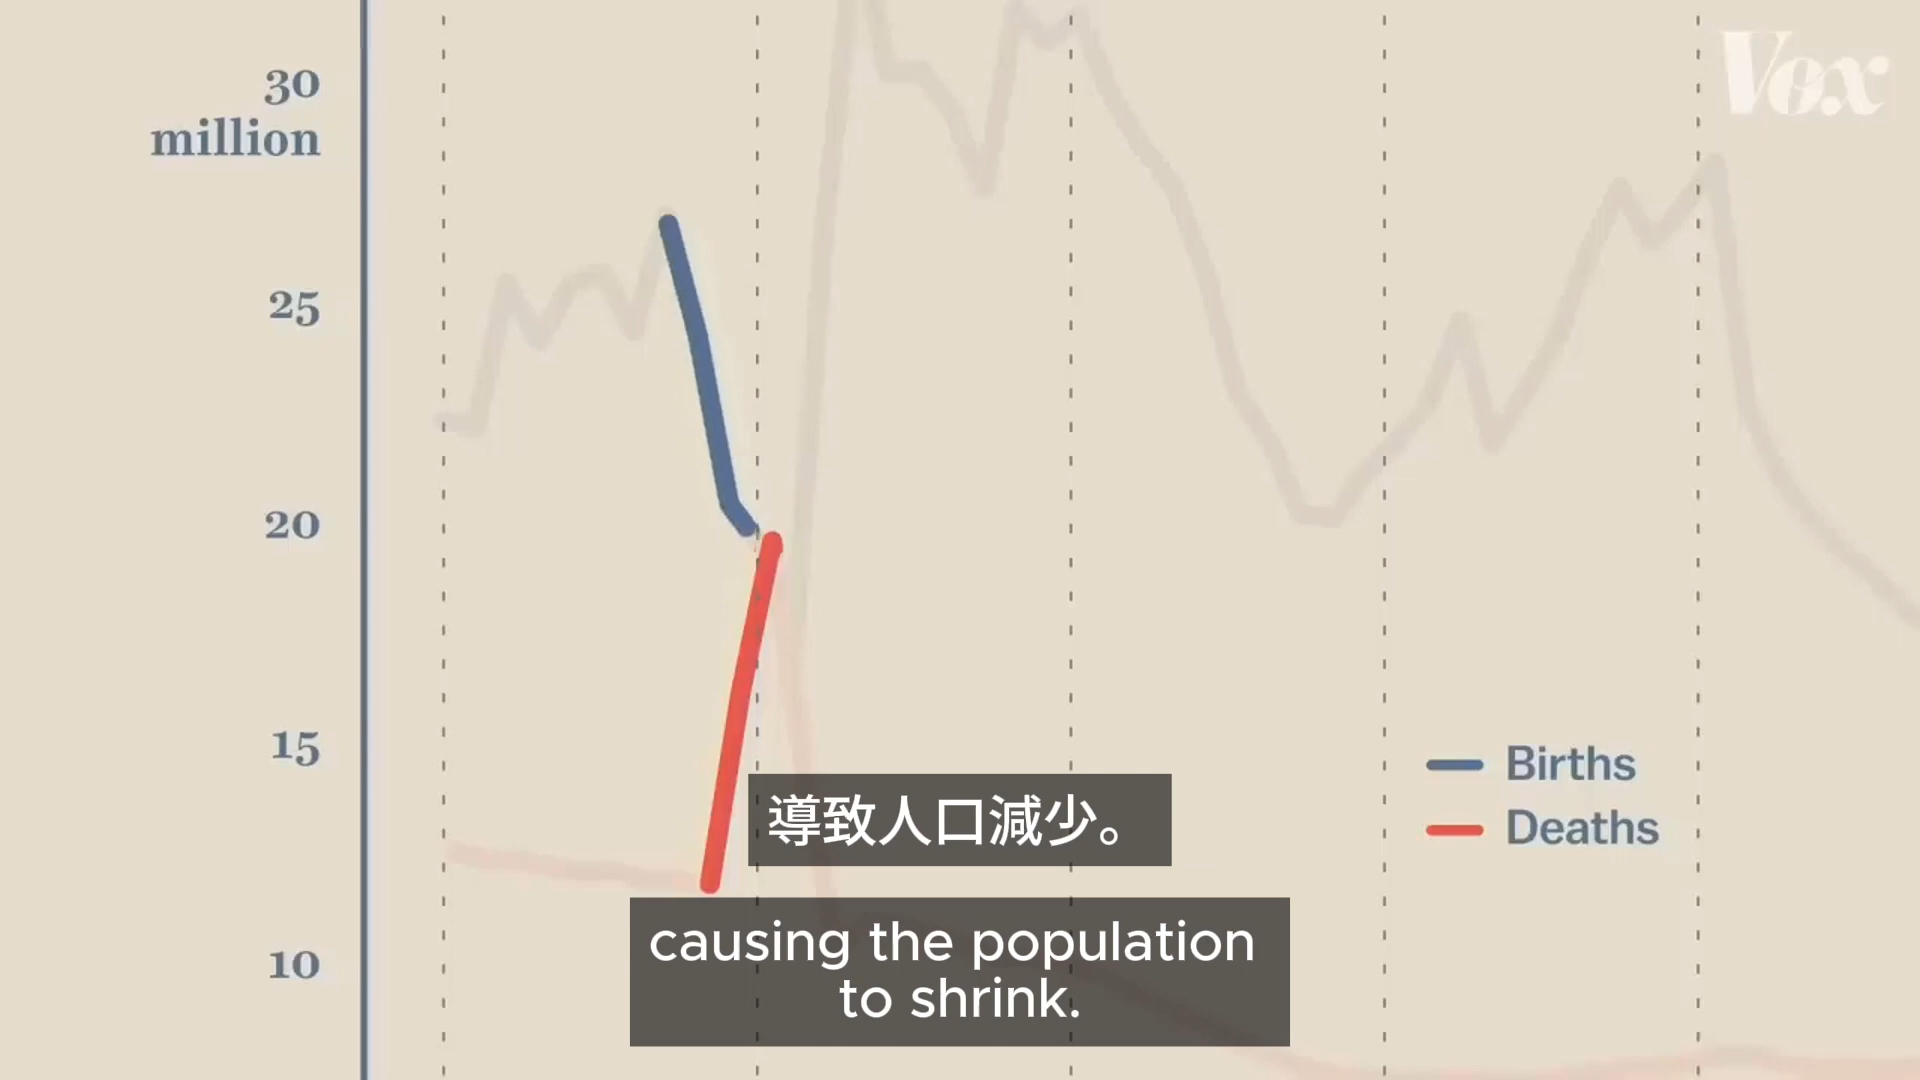 Vox
30
million
25
20
15
10
Births
Deaths
導致人口減少。
causing the population
to shrink.